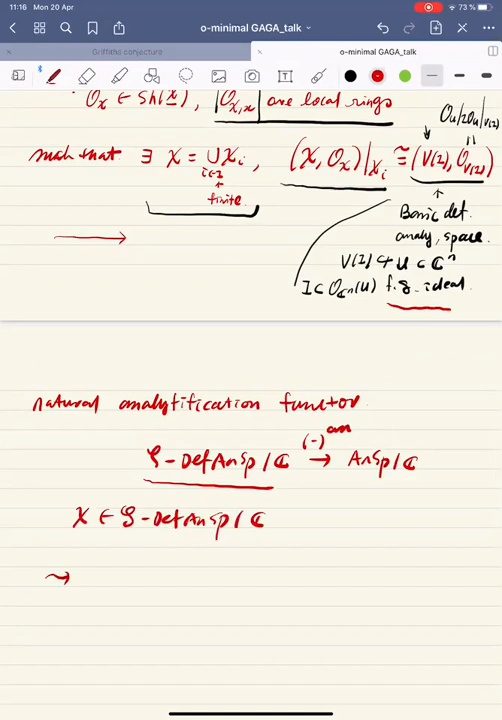 11:16 Mon 20 Apr
73 %
o-minimal GAGA_talk
Griffiths conjecture
o-minimal GAGA_talk
· O_X ∈ Sh(X), |O_{X,x}| are local rings
O_U/IO_U|_{V(I)}
such that ∃ X = ∪ X_i, (X, O_X)|_{X_i} ≅ (V(I), O_{V(I)})
i∈I
finite
Basic def.
analy. space
V(I) ⊂ U ⊂ ℂⁿ
I ⊂ O_{ℂⁿ}(U) f.g. ideal
natural analytification functor
S-DefAnSp/ℂ (-)^{an} → AnSp/ℂ
X ∈ S-DefAnSp/ℂ
⇝